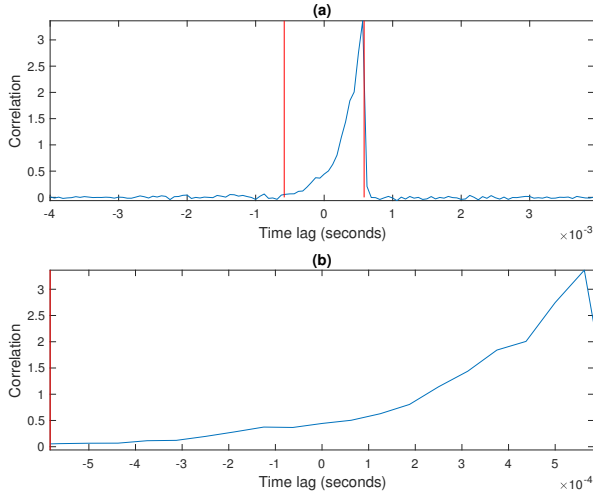 (a)
Correlation
3
2.5
2
1.5
1
0.5
0
-4 -3 -2 -1 0 1 2 3
Time lag (seconds)
×10⁻³
(b)
Correlation
3
2.5
2
1.5
1
0.5
0
-5 -4 -3 -2 -1 0 1 2 3 4 5
Time lag (seconds)
×10⁻⁴